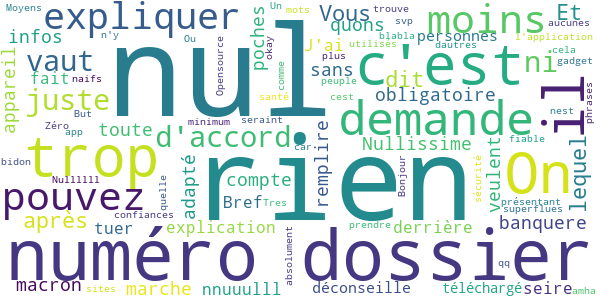 Moyens expliquer Vous moins Et aucunes
Un mots trouve svp blabla
n'y Ou okay quons personnes dautres l'application
infos vaut poches J'ai plus utilisés cela
appareil fait naifs Opensource sans c'est ni gadget
nul comme peuple dit il
juste But santé cest obligatoire nest phrases
Zéro app toute minimum demande fiable
d'accord seraint remplire
bidon trop Nullissime On lequel
Nullllll quelle adapté compte car. veulent sécurité
rien Bonjour
pouvez confiances Bref Tres présentant
superflues
après tuer explication prendre derrière banquere
numéro dossier
absolument qq
macron sites marche nnuuulll déconseille téléchargé seire amha